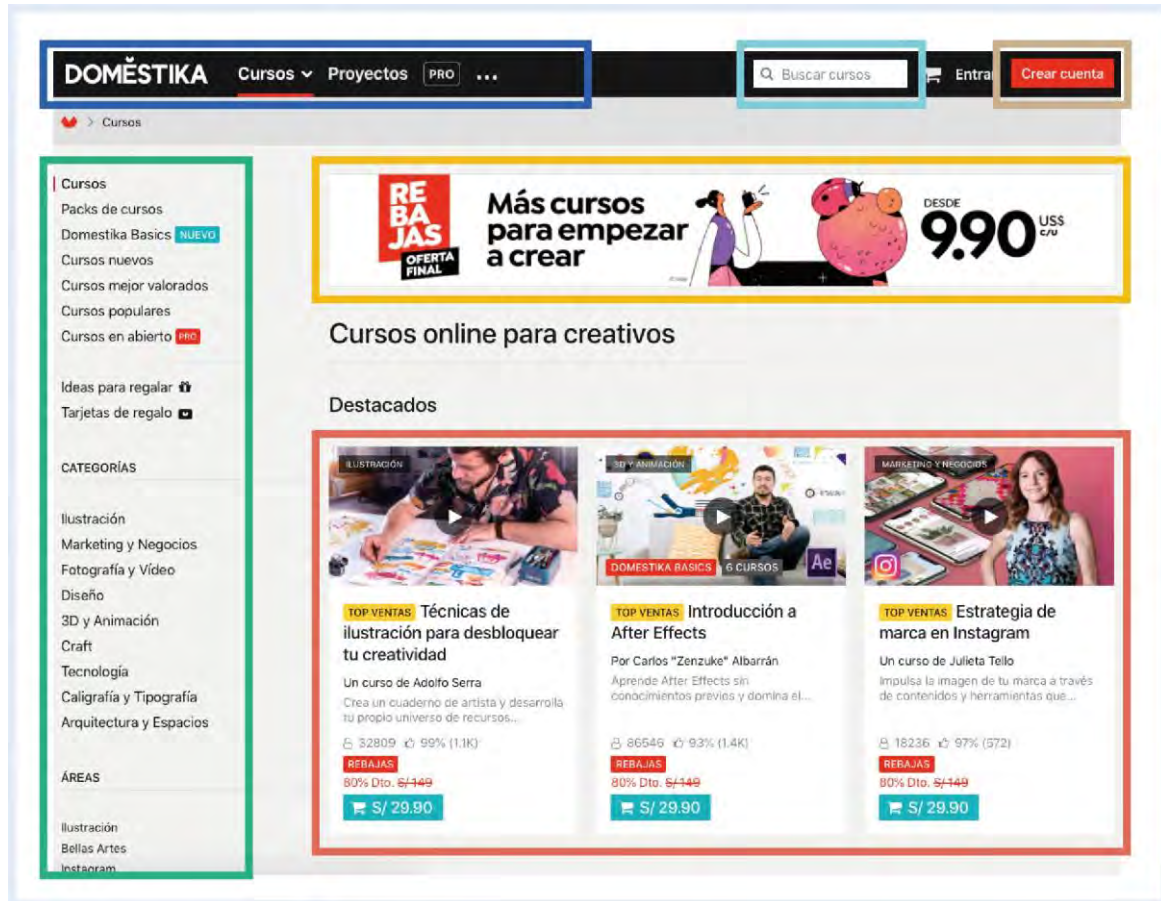 DOMĔSTIKA Cursos Proyectos PRO ... Buscar cursos Entrar Crear cuenta
> Cursos
Cursos
Packs de cursos
Domestika Basics NUEVO
Cursos nuevos
Cursos mejor valorados
Cursos populares
Cursos en abierto PRO
Ideas para regalar
Tarjetas de regalo
CATEGORÍAS
Ilustración
Marketing y Negocios
Fotografía y Vídeo
Diseño
3D y Animación
Craft
Tecnología
Caligrafía y Tipografía
Arquitectura y Espacios
ÁREAS
Ilustración
Bellas Artes
Instagram
RE
BA
JAS
OFERTA
FINAL
Más cursos
para empezar
a crear
DESDE
9.90 US$
c/u
Cursos online para creativos
Destacados
ILUSTRACIÓN
TOP VENTAS Técnicas de
ilustración para desbloquear
tu creatividad
Un curso de Adolfo Serra
Crea un cuaderno de artista y desarrolla
tu propio universo de recursos...
32809 99% (1.1K)
REBAJAS
80% Dto. S/ 149
S/ 29.90
3D Y ANIMACIÓN
DOMESTIKA BASICS 6 CURSOS Ae
TOP VENTAS Introducción a
After Effects
Por Carlos "Zenzuke" Albarrán
Aprende After Effects sin
conocimientos previos y domina el...
86546 93% (1.4K)
REBAJAS
80% Dto. S/ 149
S/ 29.90
MARKETING Y NEGOCIOS
TOP VENTAS Estrategia de
marca en Instagram
Un curso de Julieta Tello
Impulsa la imagen de tu marca a través
de contenidos y herramientas que...
18236 97% (572)
REBAJAS
80% Dto. S/ 149
S/ 29.90